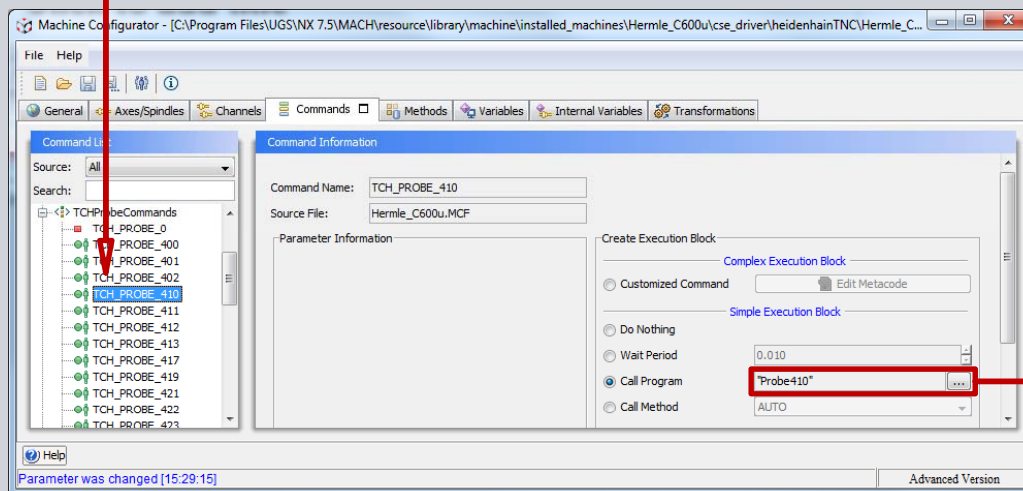 Machine Configurator - [C:\Program Files\UGS\NX 7.5\MACH\resource\library\machine\installed_machines\Hermle_C600u\cse_driver\heidenhainTNC\Hermle_C...
File Help
General Axes/Spindles Channels Commands Methods Variables Internal Variables Transformations
Command List
Source: All
Search:
TCHProbeCommands
TCH_PROBE_0
TCH_PROBE_400
TCH_PROBE_401
TCH_PROBE_402
TCH_PROBE_410
TCH_PROBE_411
TCH_PROBE_412
TCH_PROBE_413
TCH_PROBE_417
TCH_PROBE_419
TCH_PROBE_421
TCH_PROBE_422
TCH_PROBE_423
Command Information
Command Name: TCH_PROBE_410
Source File: Hermle_C600u.MCF
Parameter Information
Create Execution Block
Complex Execution Block
Customized Command Edit Metacode
Simple Execution Block
Do Nothing
Wait Period 0.010
Call Program "Probe410" ...
Call Method AUTO
Help
Parameter was changed [15:29:15]
Advanced Version